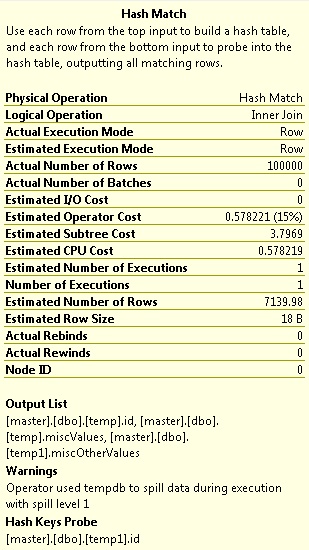 Hash Match
Use each row from the top input to build a hash table,
and each row from the bottom input to probe into the
hash table, outputting all matching rows.
Physical Operation Hash Match
Logical Operation Inner Join
Actual Execution Mode Row
Estimated Execution Mode Row
Actual Number of Rows 100000
Actual Number of Batches 0
Estimated I/O Cost 0
Estimated Operator Cost 0.578221 (15%)
Estimated Subtree Cost 3.7969
Estimated CPU Cost 0.578219
Estimated Number of Executions 1
Number of Executions 1
Estimated Number of Rows 7139.98
Estimated Row Size 18 B
Actual Rebinds 0
Actual Rewinds 0
Node ID 0
Output List
[master].[dbo].[temp].id, [master].[dbo].
[temp].miscValues, [master].[dbo].
[temp1].miscOtherValues
Warnings
Operator used tempdb to spill data during execution
with spill level 1
Hash Keys Probe
[master].[dbo].[temp1].id